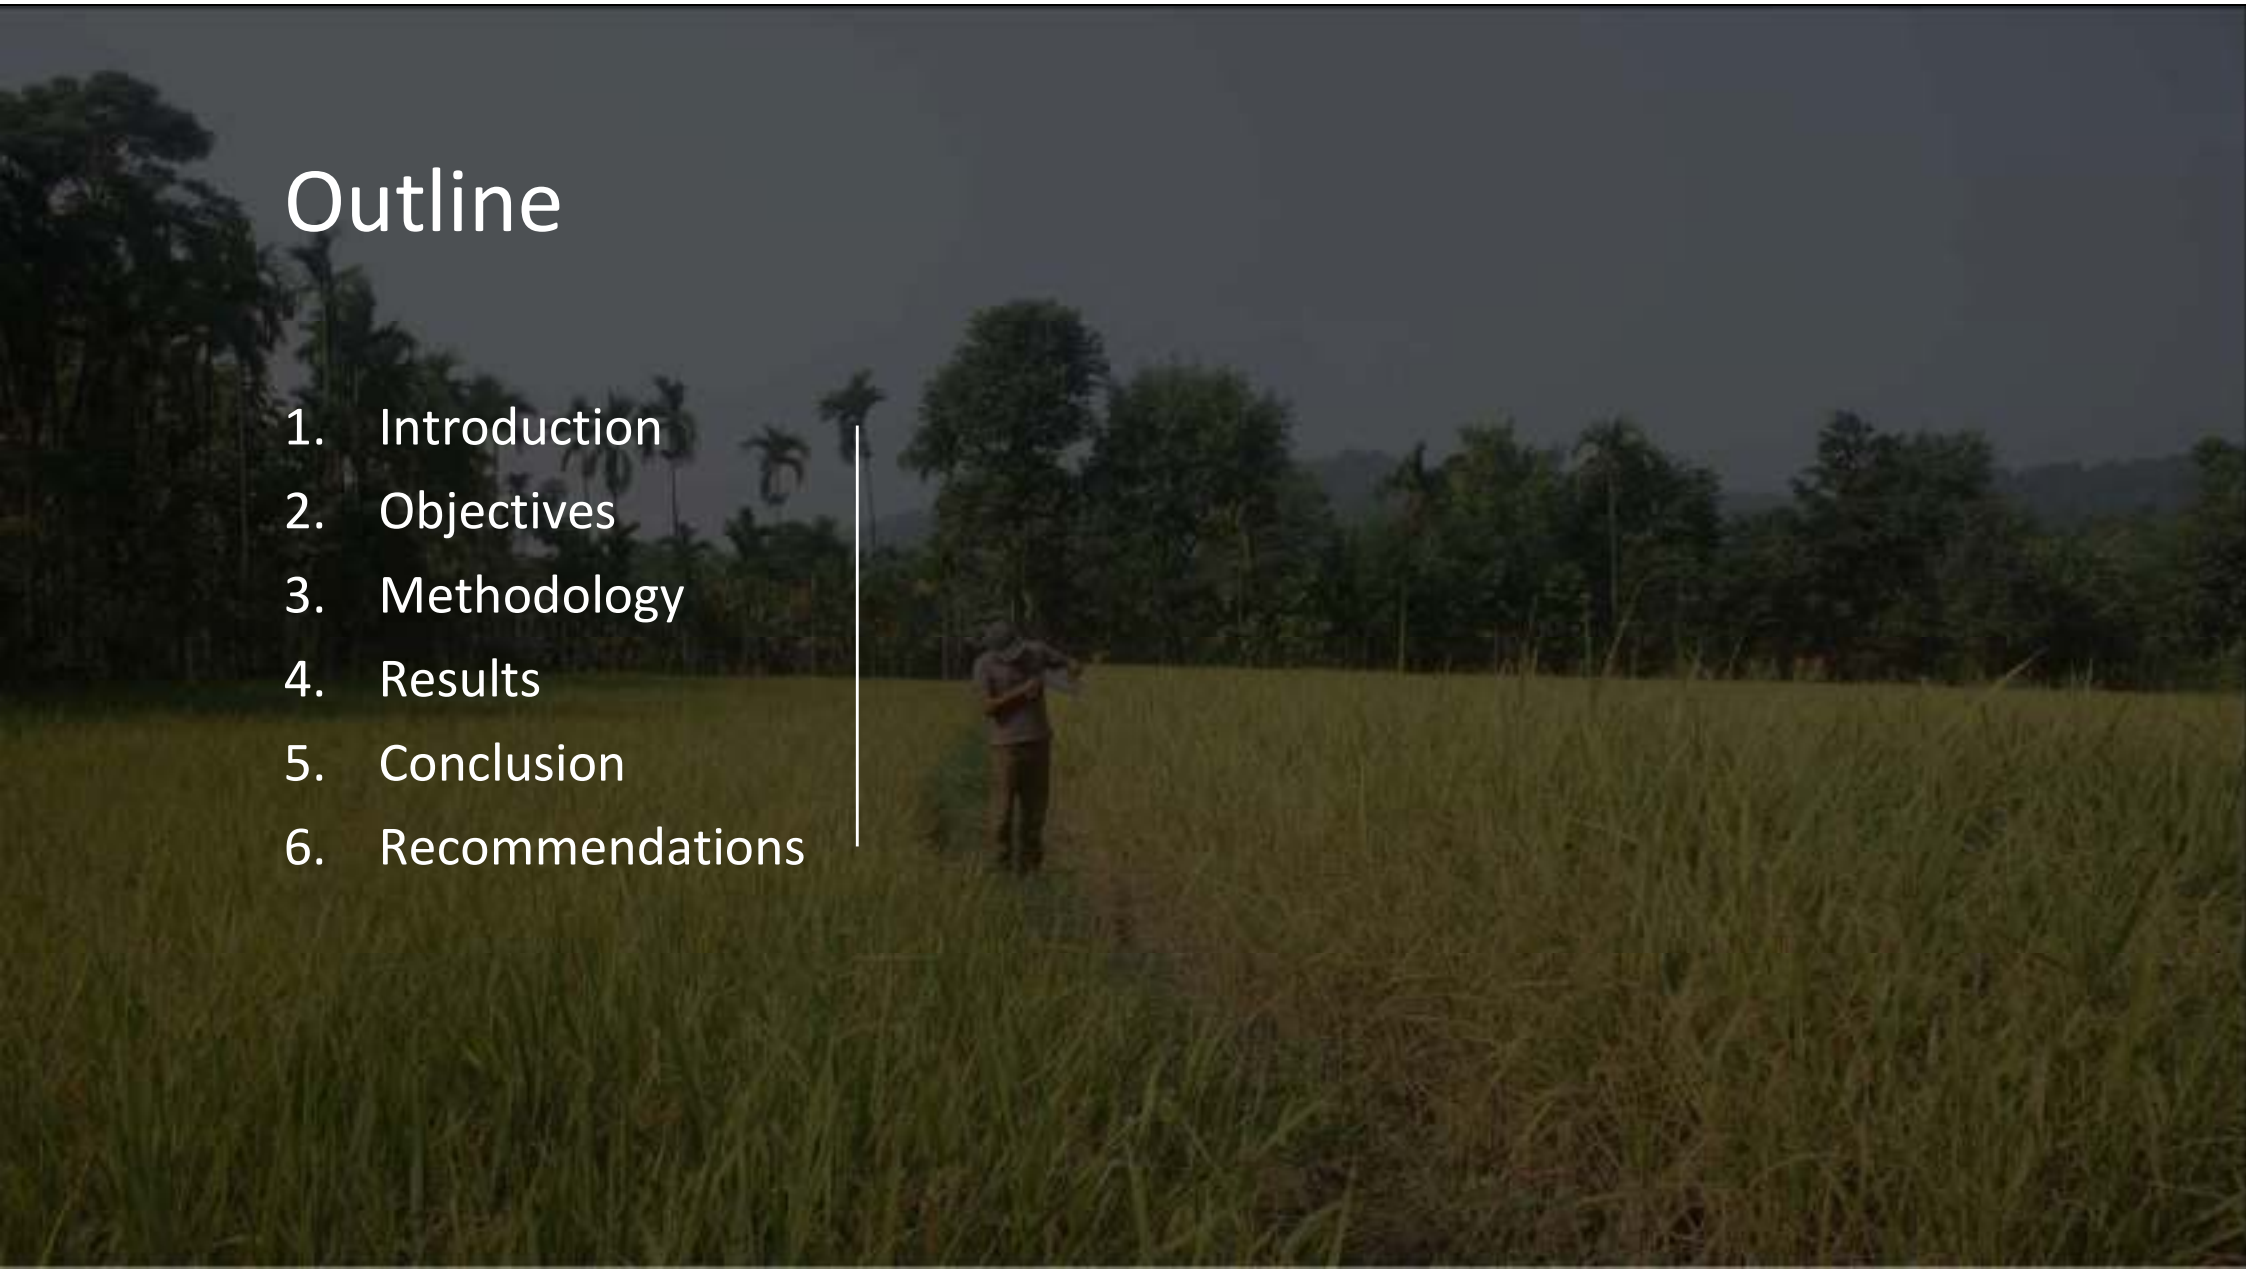 Outline
1. Introduction
2. Objectives
3. Methodology
4. Results
5. Conclusion
6. Recommendations